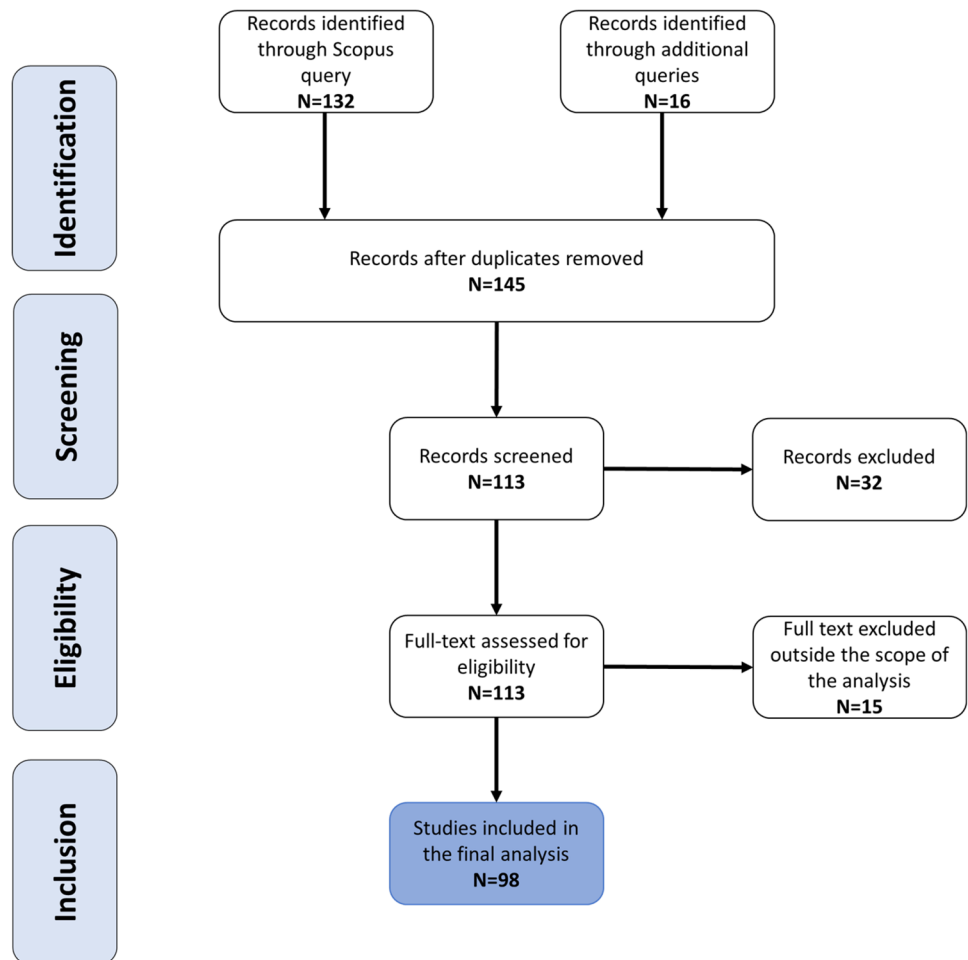 Records identified
through Scopus
query
N=132
Records identified
through additional
queries
N=16
Identification
Records after duplicates removed
N=145
Screening
Records screened
N=113
Records excluded
N=32
Eligibility
Full-text assessed for
eligibility
N=113
Full text excluded
outside the scope of
the analysis
N=15
Inclusion
Studies included in
the final analysis
N=98